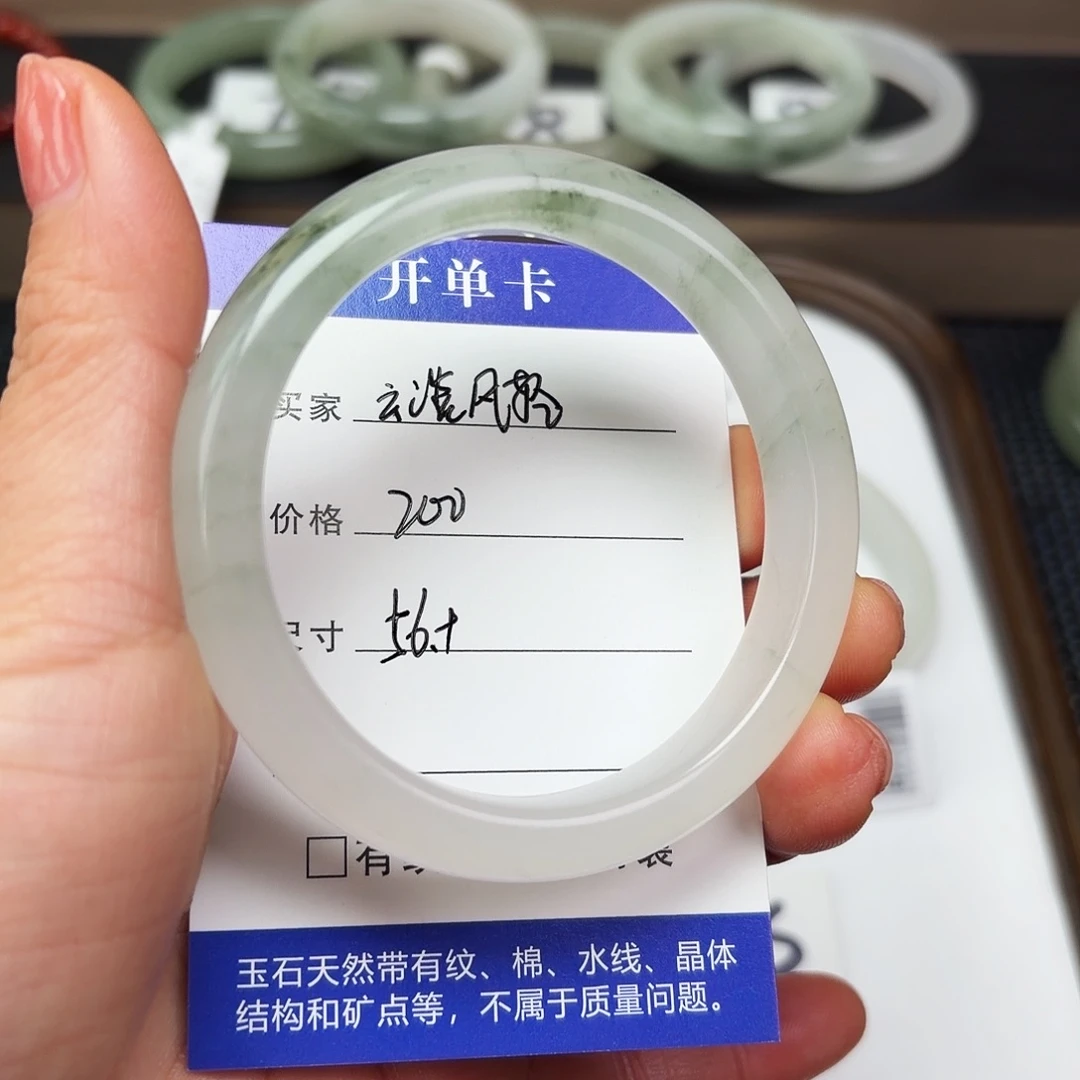 开单卡
买家 云淡风轻
价格 200
尺寸 56.+
有
袋
玉石天然带有纹、棉、水线、晶体
结构和矿点等，不属于质量问题。
8